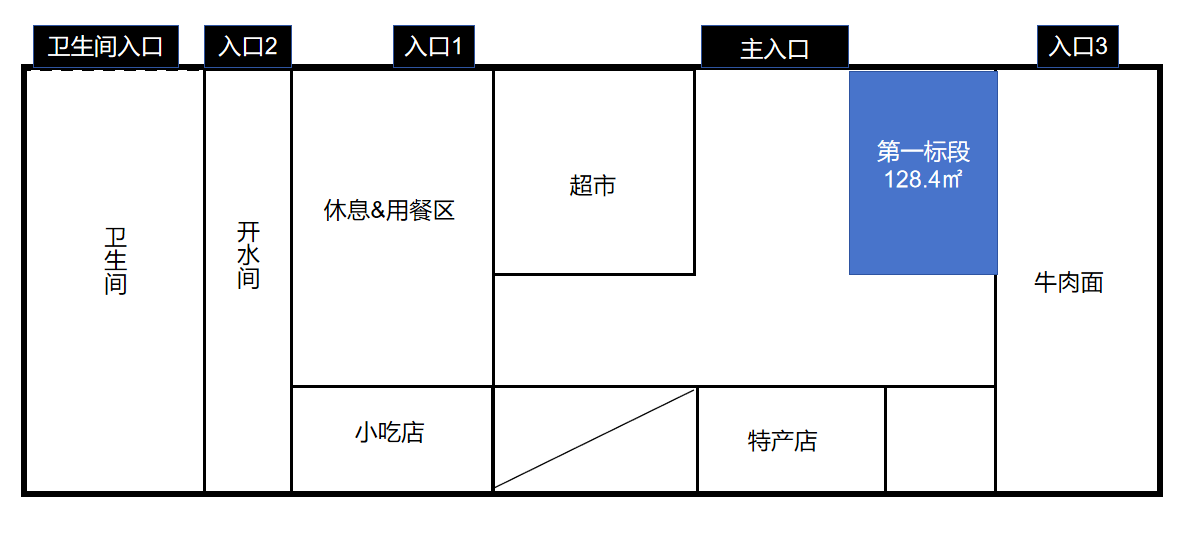 卫生间入口
入口2
入口1
主入口
入口3
第一标段
128.4㎡
超市
休息&用餐区
卫生间
开水间
牛肉面
小吃店
特产店